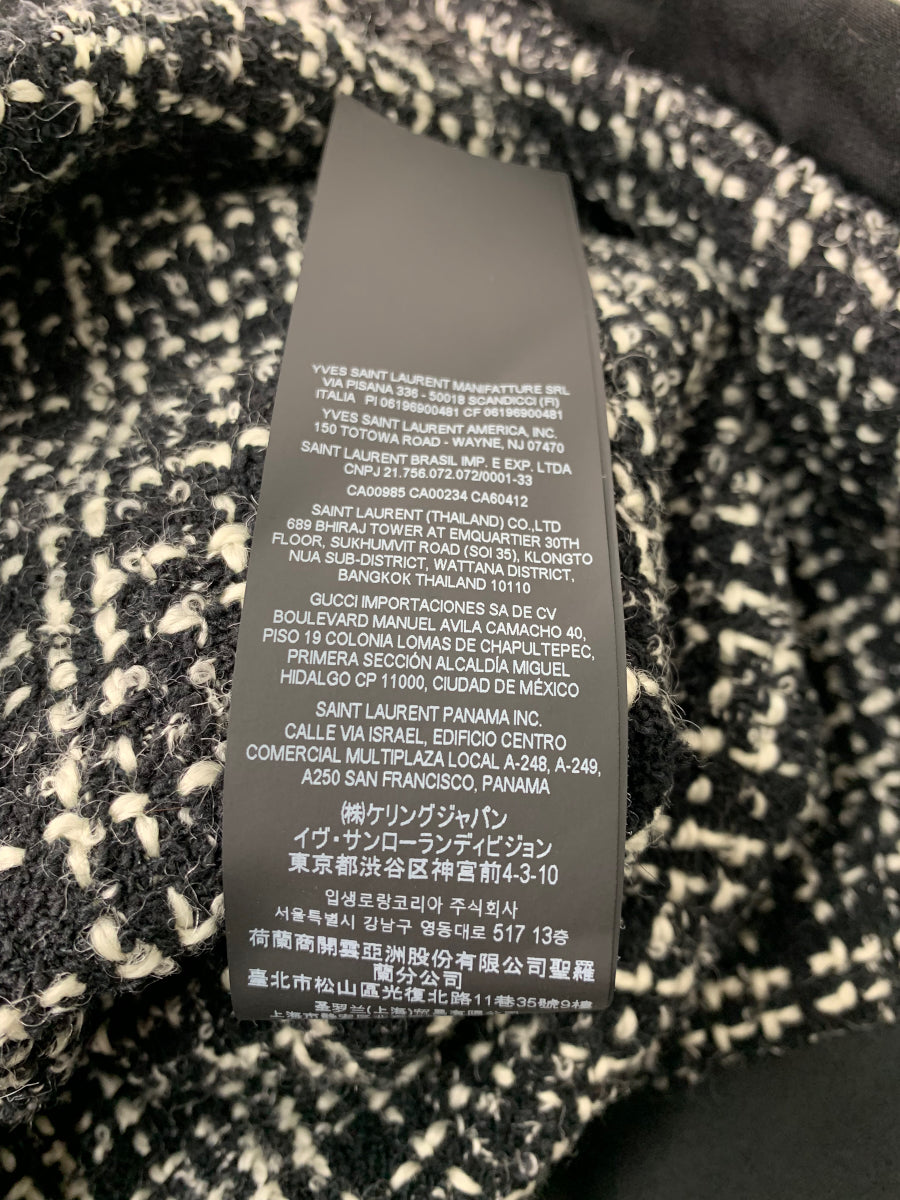 YVES SAINT LAURENT MANIFATTURE SRL
VIA PISANA 336 - 50018 SCANDICCI (FI)
ITALIA PI 06196900481 CF 06196900481
YVES SAINT LAURENT AMERICA, INC.
150 TOTOWA ROAD - WAYNE, NJ 07470
SAINT LAURENT BRASIL IMP. E EXP. LTDA
CNPJ 21.756.072.072/0001-33
CA00985 CA00234 CA60412
SAINT LAURENT (THAILAND) CO.,LTD
689 BHIRAJ TOWER AT EMQUARTIER 30TH
FLOOR, SUKHUMVIT ROAD (SOI 35), KLONGTO
NUA SUB-DISTRICT, WATTANA DISTRICT,
BANGKOK THAILAND 10110
GUCCI IMPORTACIONES SA DE CV
BOULEVARD MANUEL AVILA CAMACHO 40,
PISO 19 COLONIA LOMAS DE CHAPULTEPEC,
PRIMERA SECCIÓN ALCALDÍA MIGUEL
HIDALGO CP 11000, CIUDAD DE MÉXICO
SAINT LAURENT PANAMA INC.
CALLE VIA ISRAEL, EDIFICIO CENTRO
COMERCIAL MULTIPLAZA LOCAL A-248, A-249,
A250 SAN FRANCISCO, PANAMA
㈱ケリングジャパン
イヴ・サンローランディビジョン
東京都渋谷区神宮前4-3-10
입생로랑코리아 주식회사
서울특별시 강남구 영동대로 517 13층
荷蘭商開雲亞洲股份有限公司聖羅
蘭分公司
臺北市松山區光復北路11巷35號9樓
圣罗兰(上海)